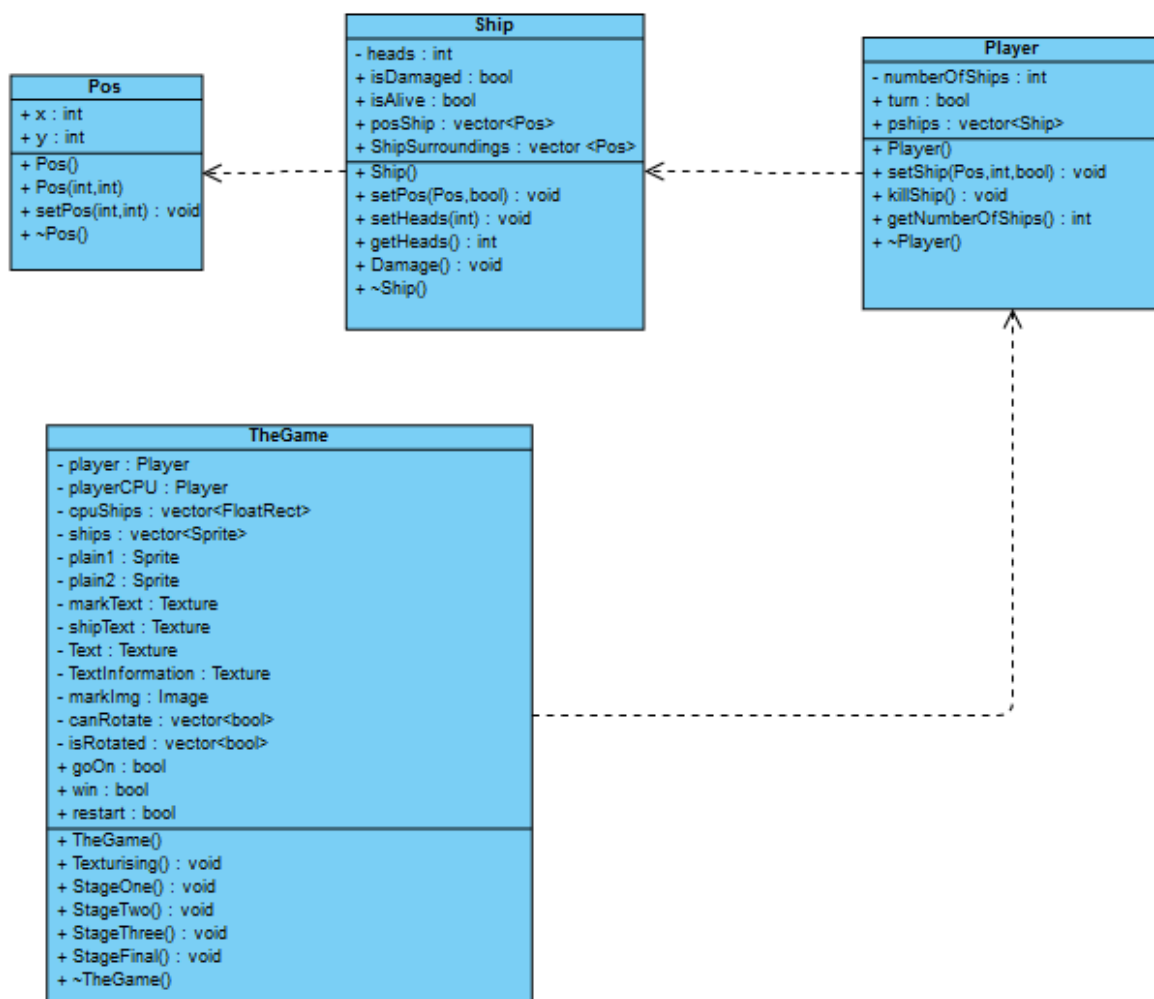 Pos
+ x : int
+ y : int
+ Pos()
+ Pos(int,int)
+ setPos(int,int) : void
+ ~Pos()
Ship
- heads : int
+ isDamaged : bool
+ isAlive : bool
+ posShip : vector<Pos>
+ ShipSurroundings : vector <Pos>
+ Ship()
+ setPos(Pos,bool) : void
+ setHeads(int) : void
+ getHeads() : int
+ Damage() : void
+ ~Ship()
Player
- numberOfShips : int
+ turn : bool
+ pships : vector<Ship>
+ Player()
+ setShip(Pos,int,bool) : void
+ killShip() : void
+ getNumberOfShips() : int
+ ~Player()
TheGame
- player : Player
- playerCPU : Player
- cpuShips : vector<FloatRect>
- ships : vector<Sprite>
- plain1 : Sprite
- plain2 : Sprite
- markText : Texture
- shipText : Texture
- Text : Texture
- TextInformation : Texture
- markImg : Image
- canRotate : vector<bool>
- isRotated : vector<bool>
+ goOn : bool
+ win : bool
+ restart : bool
+ TheGame()
+ Texturising() : void
+ StageOne() : void
+ StageTwo() : void
+ StageThree() : void
+ StageFinal() : void
+ ~TheGame()